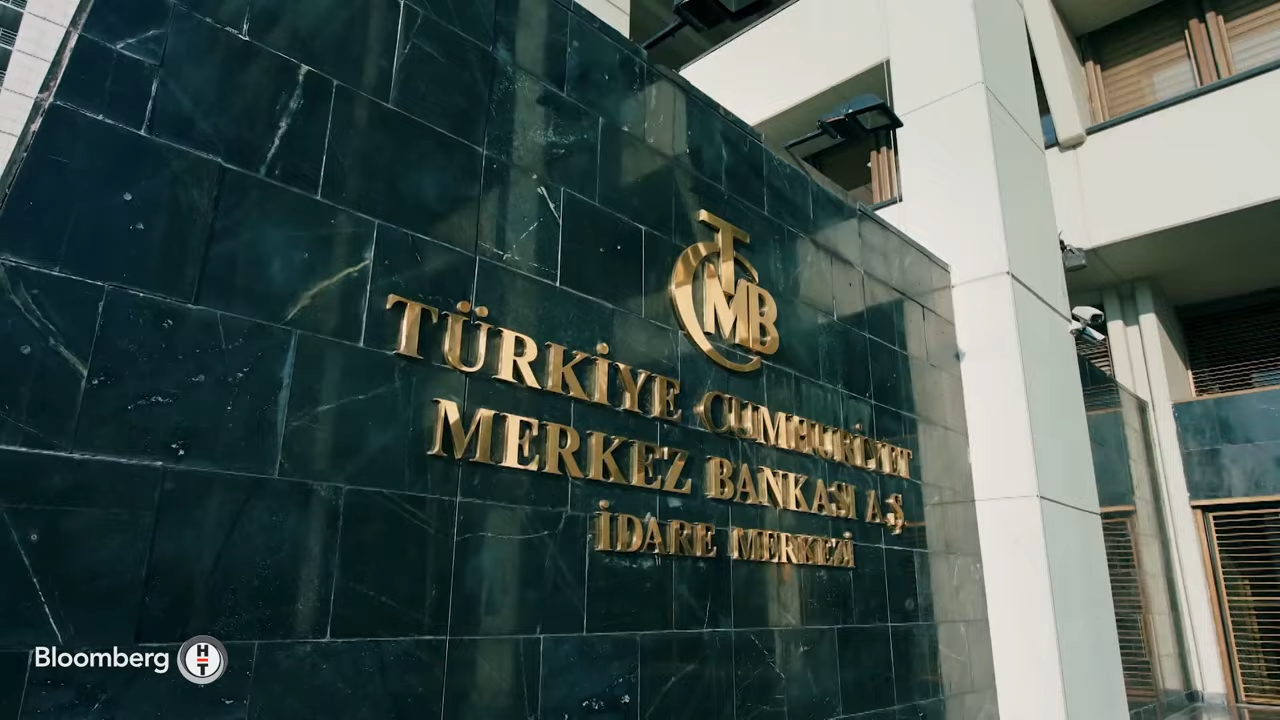 TCMB
TÜRKİYE CUMHURİYET
MERKEZ BANKASI A.Ş
İDARE MERKEZİ
Bloomberg HT